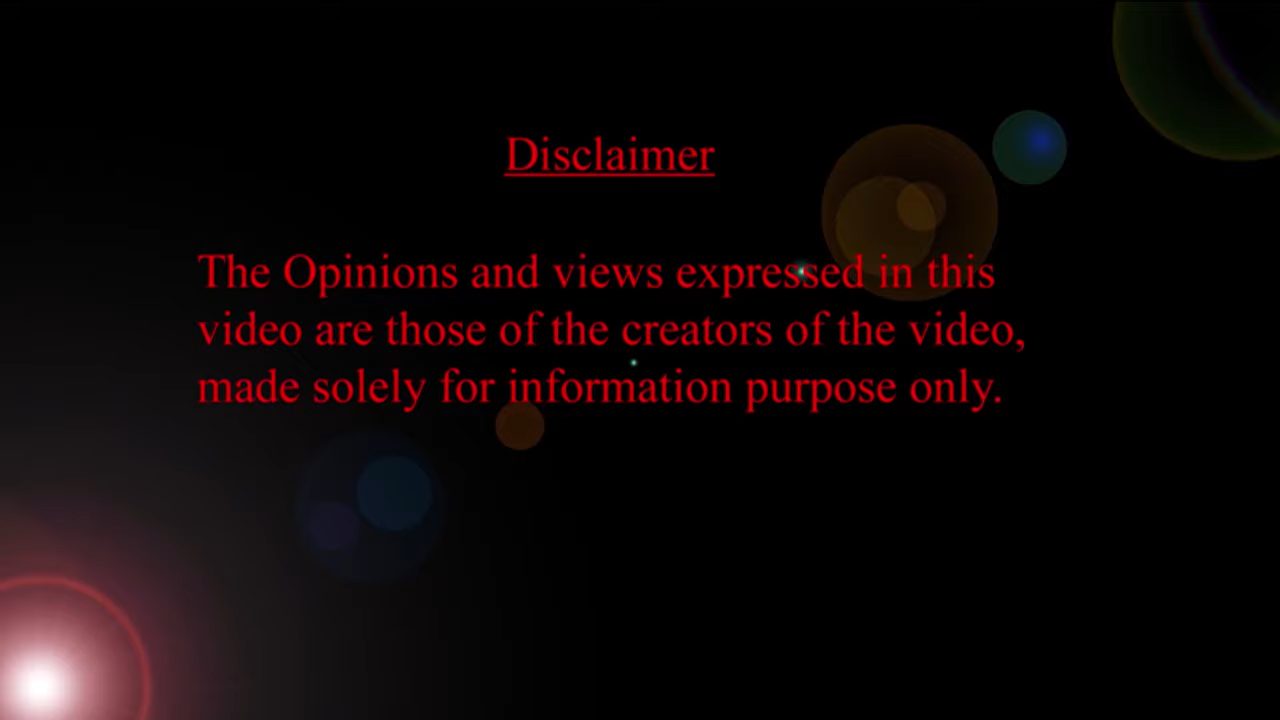 Disclaimer
The Opinions and views expressed in this
video are those of the creators of the video,
made solely for information purpose only.